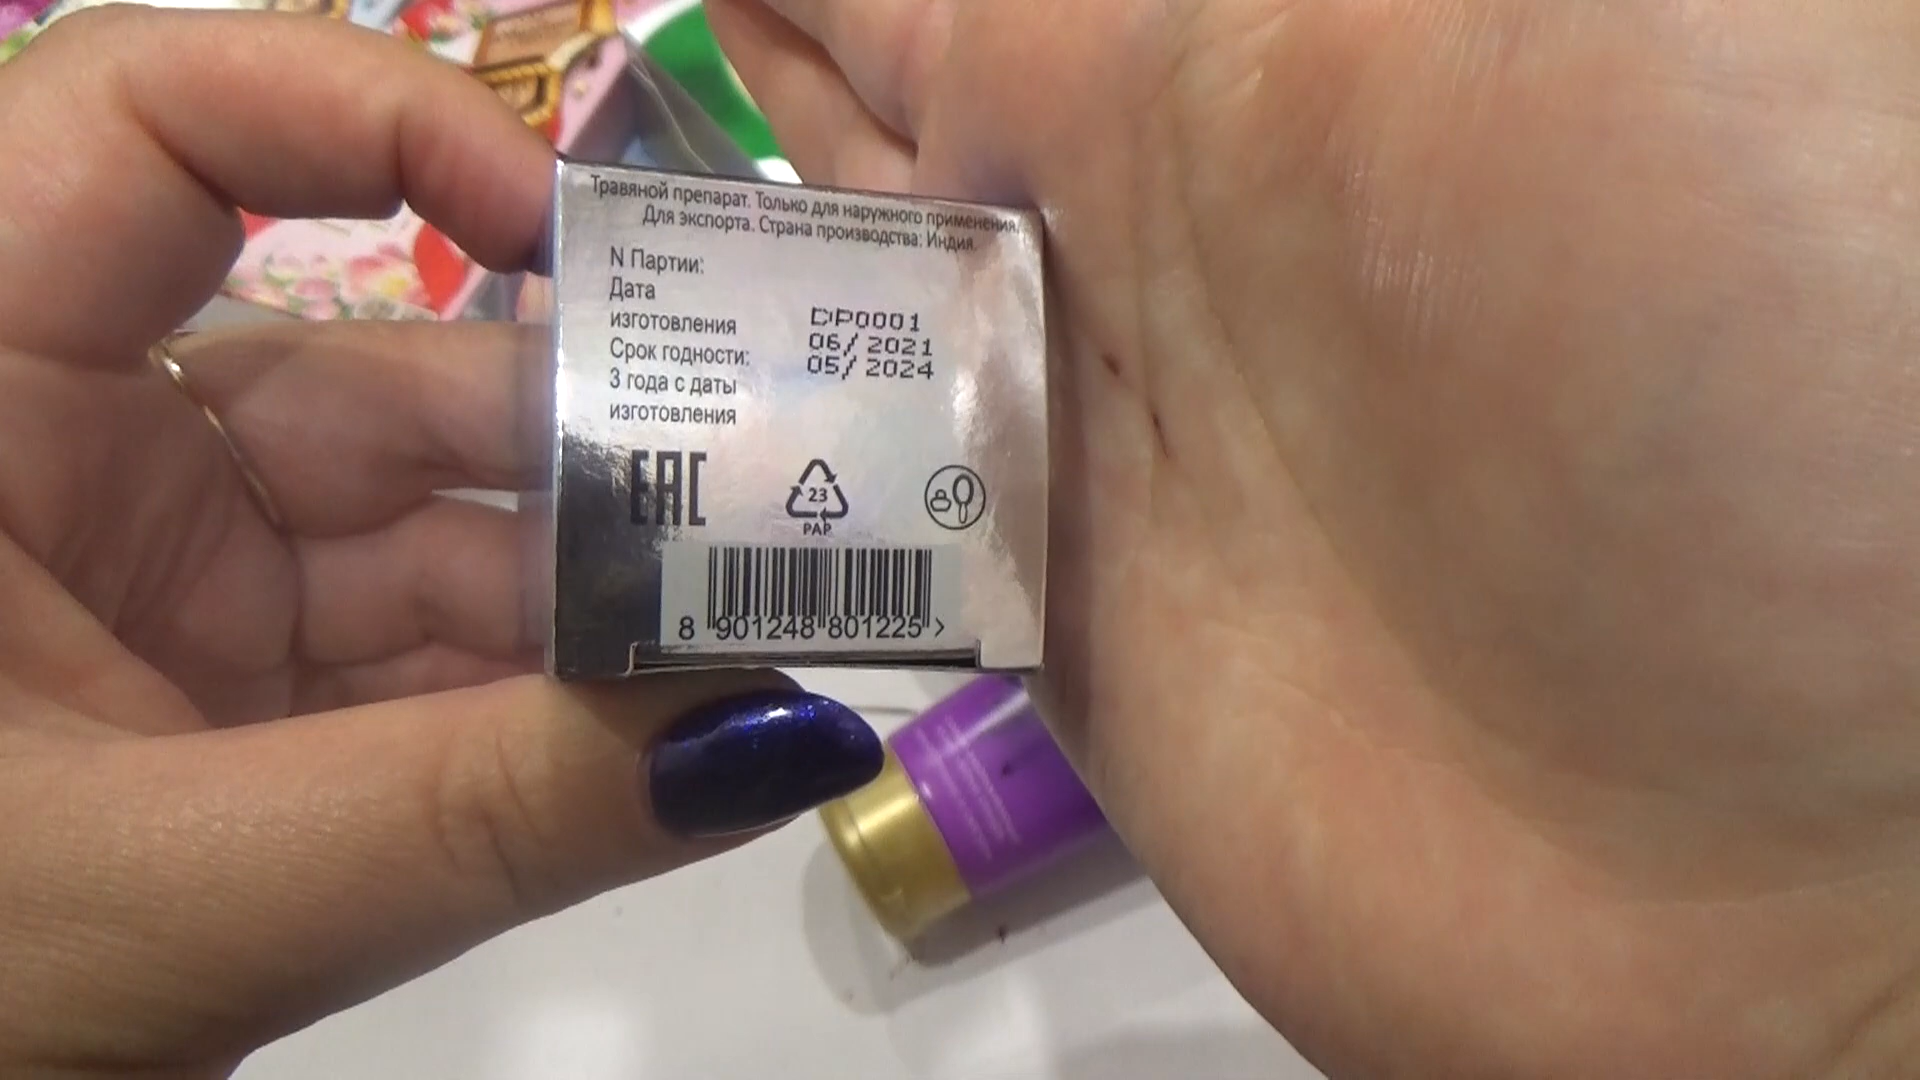 Травяной препарат. Только для наружного применения.
Для экспорта. Страна производства: Индия.
N Партии:
Дата
изготовления
Срок годности:
3 года с даты
изготовления
DP0001
06/ 2021
05/ 2024
EAC
23
PAP
8 901248 801225 >